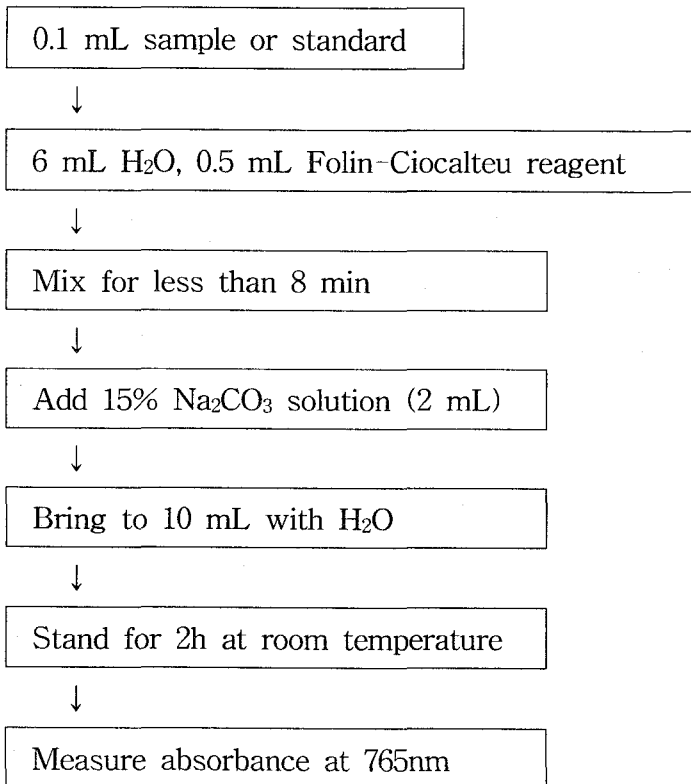 0.1 mL sample or standard
↓
6 mL H₂O, 0.5 mL Folin-Ciocalteu reagent
↓
Mix for less than 8 min
↓
Add 15% Na₂CO₃ solution (2 mL)
↓
Bring to 10 mL with H₂O
↓
Stand for 2h at room temperature
↓
Measure absorbance at 765nm